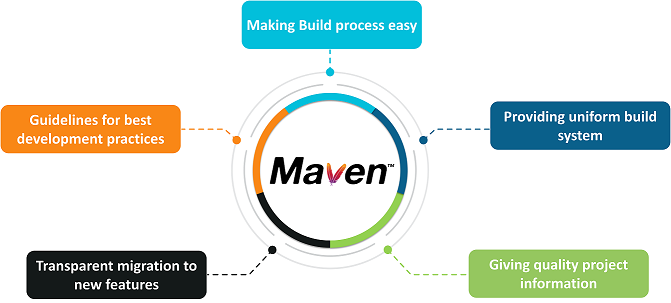 Making Build process easy
Guidelines for best
development practices
Providing uniform build
system
Maven™
Transparent migration to
new features
Giving quality project
information